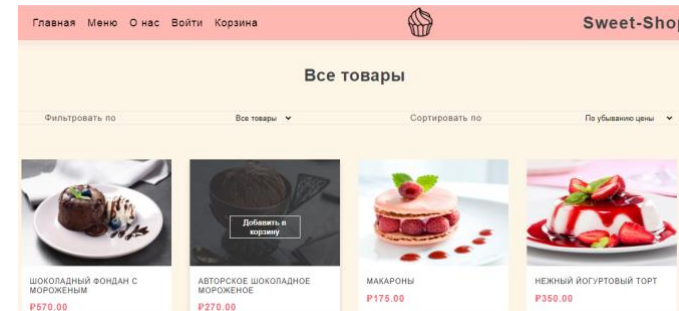 Главная Меню О нас Войти Корзина Sweet-Shop
Все товары
Фильтровать по Все товары Сортировать по По убыванию цены
Добавить в
корзину
ШОКОЛАДНЫЙ ФОНДАН С
МОРОЖЕНЫМ
₽570.00
АВТОРСКОЕ ШОКОЛАДНОЕ
МОРОЖЕНОЕ
₽270.00
МАКАРОНЫ
₽175.00
НЕЖНЫЙ ЙОГУРТОВЫЙ ТОРТ
₽350.00